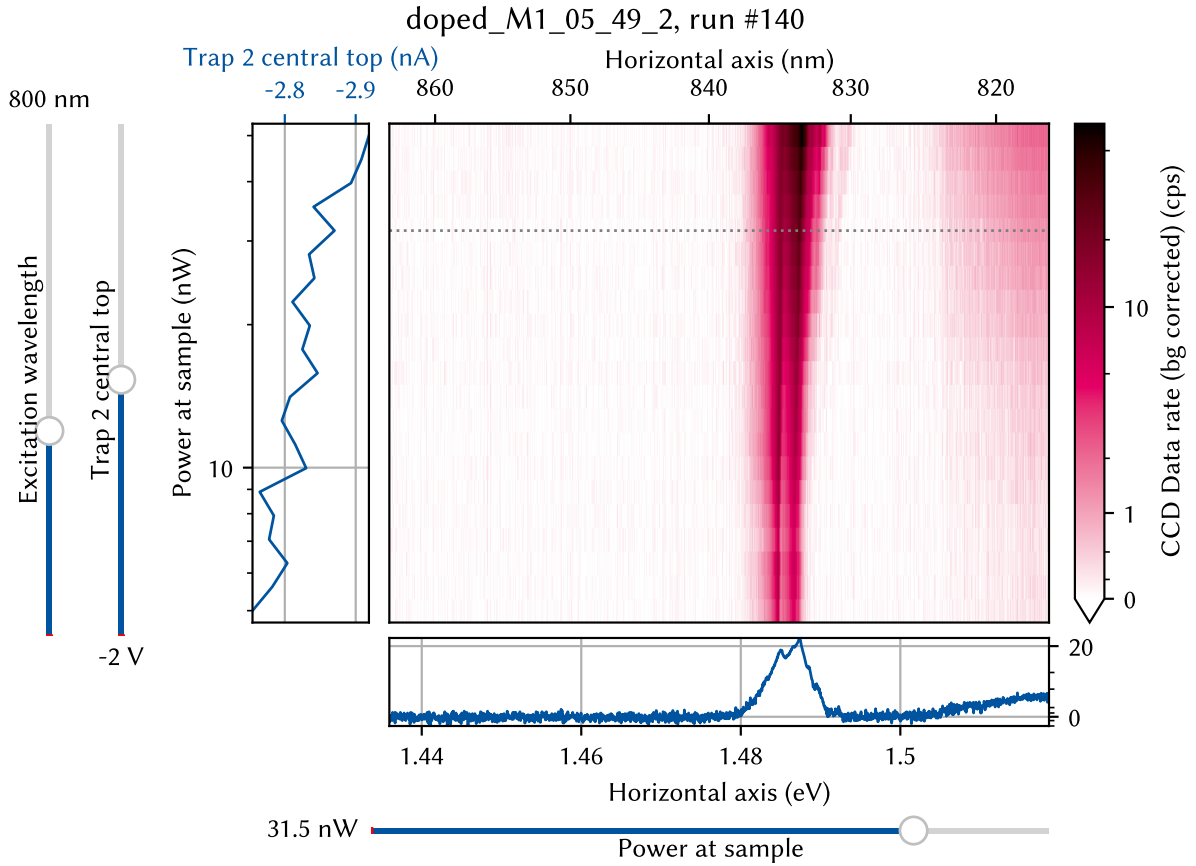 doped_M1_05_49_2, run #140
Trap 2 central top (nA)
-2.8 -2.9
Horizontal axis (nm)
860 850 840 830 820
800 nm
Excitation wavelength
Trap 2 central top
-2 V
Power at sample (nW)
10
10
1
0
CCD Data rate (bg corrected) (cps)
20
0
1.44 1.46 1.48 1.5
Horizontal axis (eV)
31.5 nW
Power at sample